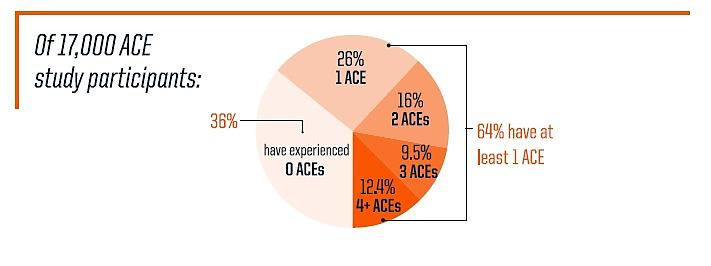 Of 17,000 ACE
study participants:
26%
1 ACE
16%
2 ACEs
36%
64% have at
least 1 ACE
have experienced
0 ACEs
9.5%
3 ACEs
12.4%
4+ ACEs